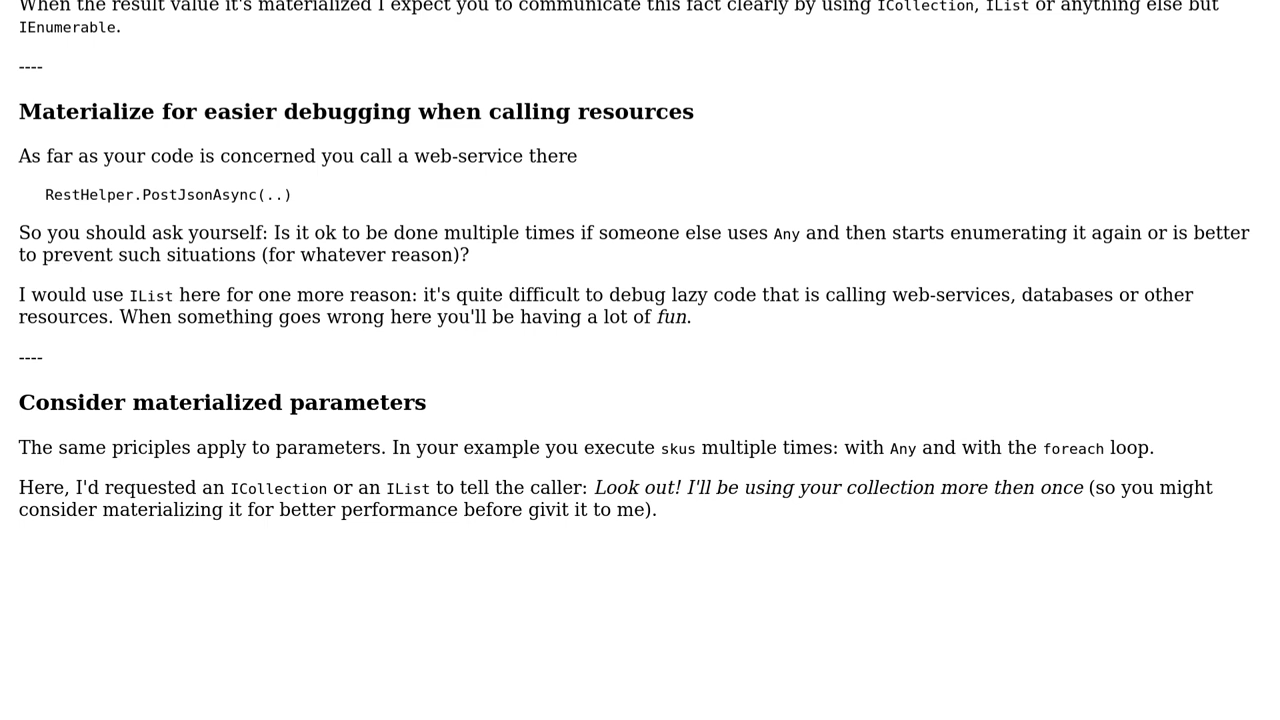 When the result value it's materialized I expect you to communicate this fact clearly by using ICollection, IList or anything else but
IEnumerable.
----
Materialize for easier debugging when calling resources
As far as your code is concerned you call a web-service there
RestHelper.PostJsonAsync(..)
So you should ask yourself: Is it ok to be done multiple times if someone else uses Any and then starts enumerating it again or is better
to prevent such situations (for whatever reason)?
I would use IList here for one more reason: it's quite difficult to debug lazy code that is calling web-services, databases or other
resources. When something goes wrong here you'll be having a lot of fun.
----
Consider materialized parameters
The same priciples apply to parameters. In your example you execute skus multiple times: with Any and with the foreach loop.
Here, I'd requested an ICollection or an IList to tell the caller: Look out! I'll be using your collection more then once (so you might
consider materializing it for better performance before givit it to me).